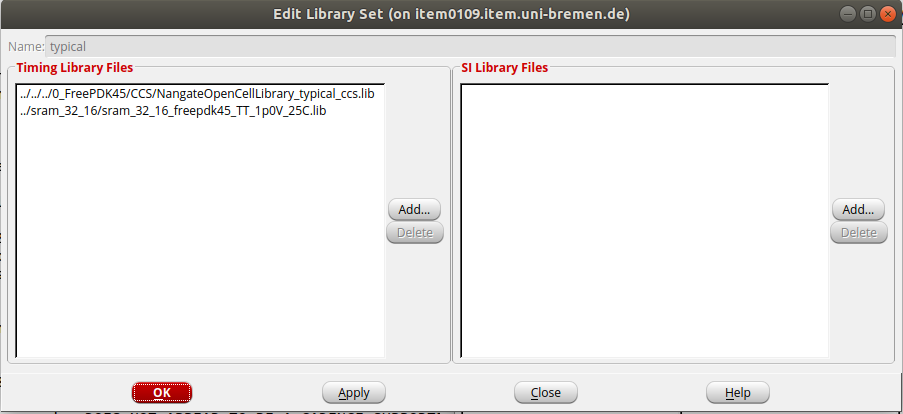 Edit Library Set (on item0109.item.uni-bremen.de)
Name: typical
Timing Library Files
../../../0_FreePDK45/CCS/NangateOpenCellLibrary_typical_ccs.lib
../sram_32_16/sram_32_16_freepdk45_TT_1p0V_25C.lib
Add...
Delete
SI Library Files
Add...
Delete
OK Apply Close Help